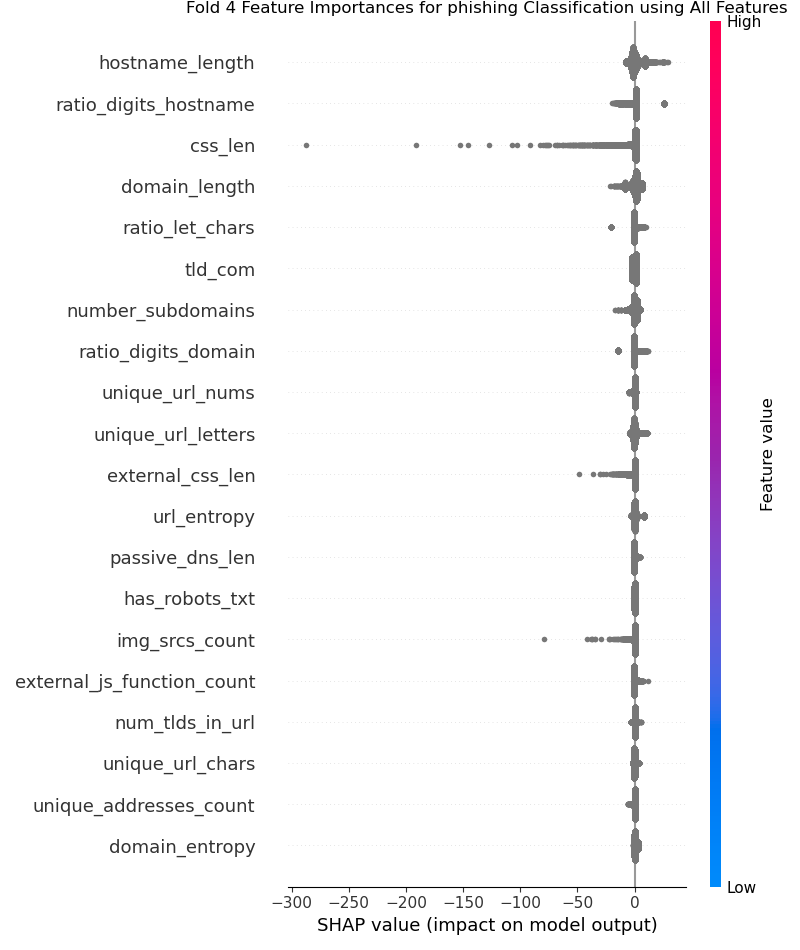 Fold 4 Feature Importances for phishing Classification using All Features
High
hostname_length
ratio_digits_hostname
css_len
domain_length
ratio_let_chars
tld_com
number_subdomains
ratio_digits_domain
unique_url_nums
unique_url_letters
external_css_len
url_entropy
passive_dns_len
has_robots_txt
img_srcs_count
external_js_function_count
num_tlds_in_url
unique_url_chars
unique_addresses_count
domain_entropy
Feature value
Low
−300 −250 −200 −150 −100 −50 0
SHAP value (impact on model output)